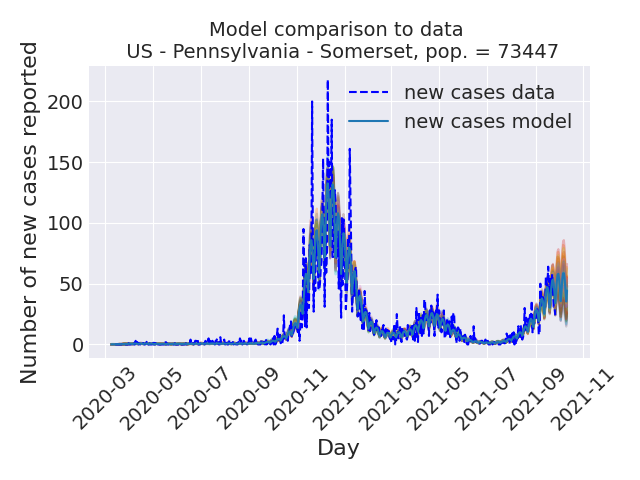 Model comparison to data
US - Pennsylvania - Somerset, pop. = 73447
Number of new cases reported
200
150
100
50
0
new cases data
new cases model
2020-03
2020-05
2020-07
2020-09
2020-11
2021-01
2021-03
2021-05
2021-07
2021-09
2021-11
Day